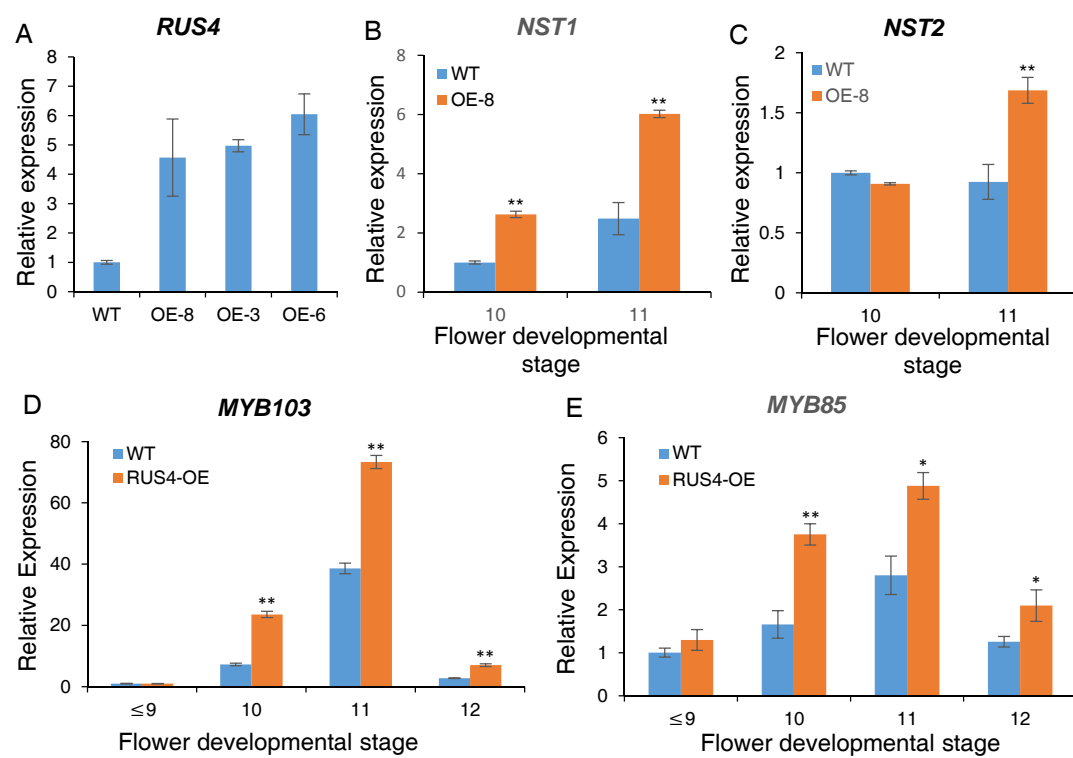 A
RUS4
Relative expression
8
7
6
5
4
3
2
1
0
WT OE-8 OE-3 OE-6
B
NST1
Relative expression
8
6
4
2
0
WT
OE-8
**
**
10 11
Flower developmental
stage
C
NST2
Relative expression
2
1.5
1
0.5
0
WT
OE-8
**
10 11
Flower developmental
stage
D
MYB103
Relative Expression
80
60
40
20
0
WT
RUS4-OE
**
**
**
≤9 10 11 12
Flower developmental stage
E
MYB85
Relative Expression
6
5
4
3
2
1
0
WT
RUS4-OE
**
*
*
≤9 10 11 12
Flower developmental stage